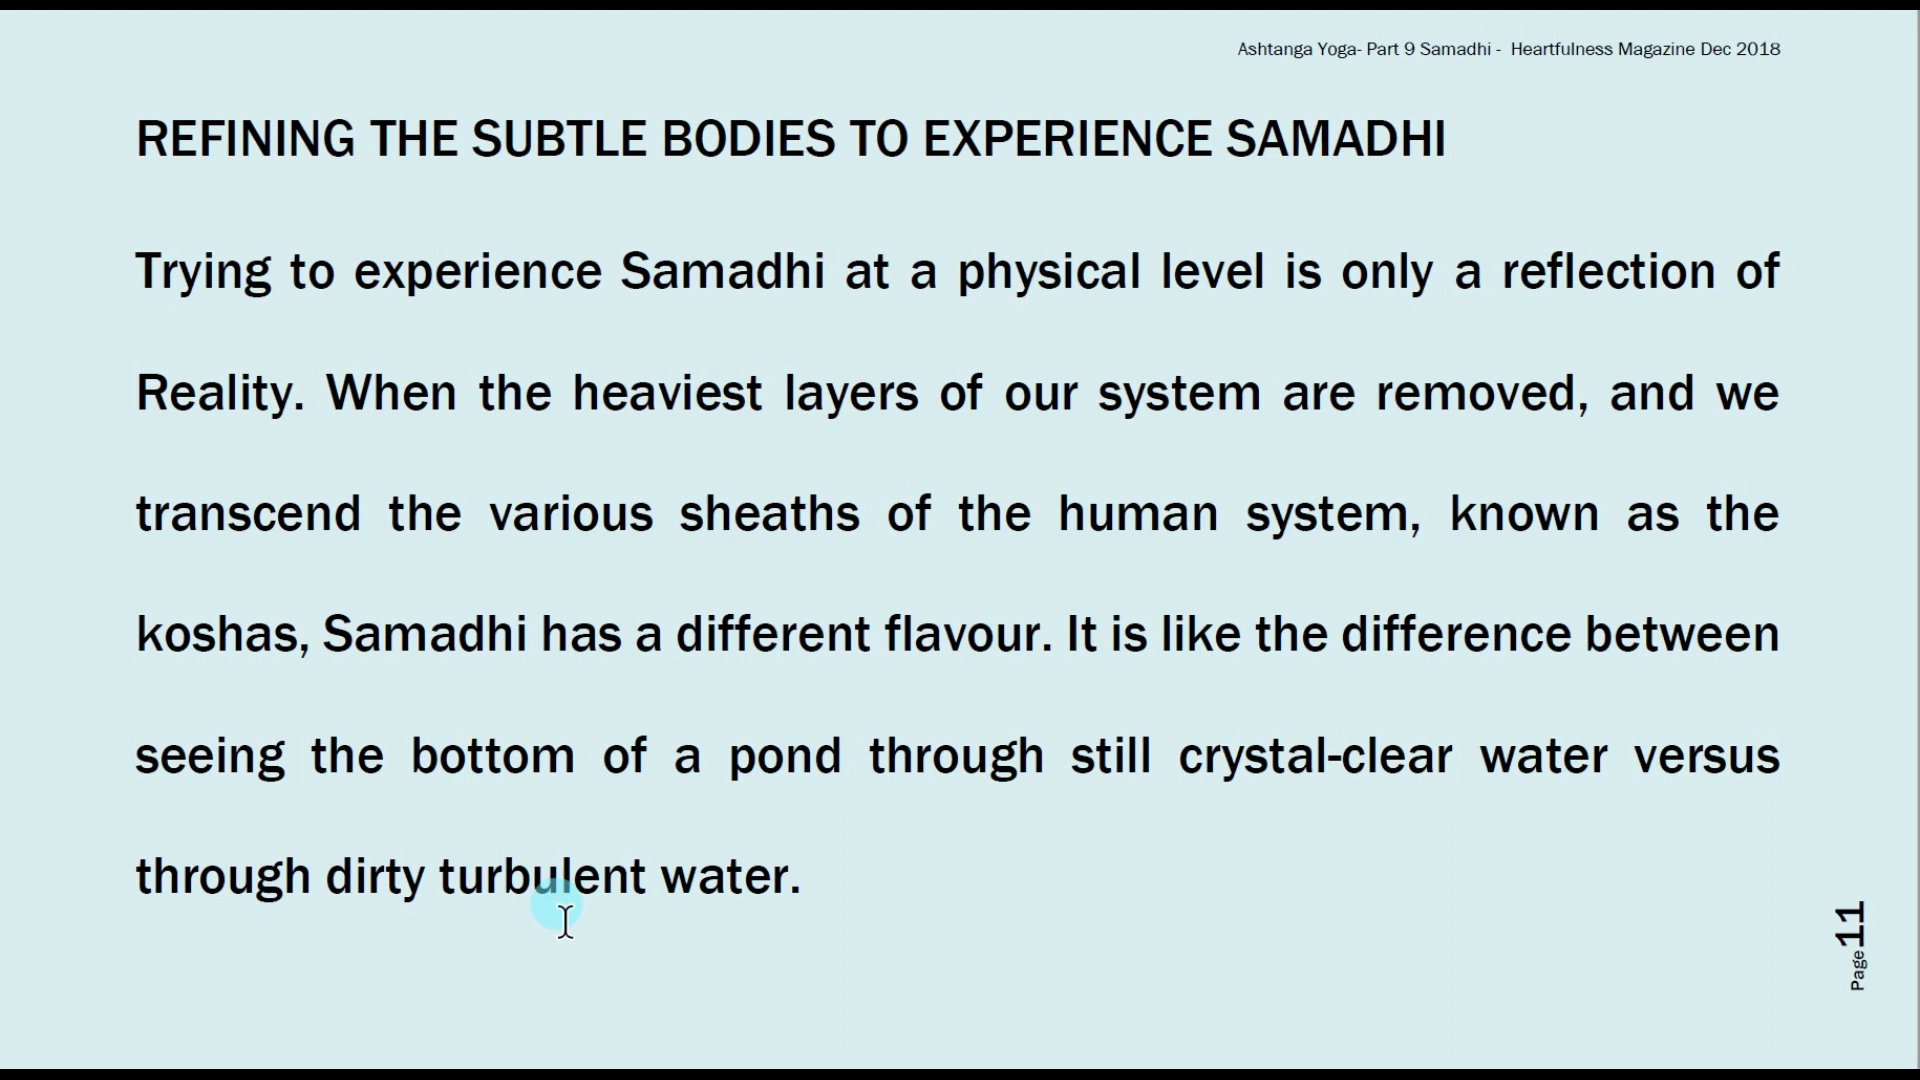 Ashtanga Yoga- Part 9 Samadhi - Heartfulness Magazine Dec 2018
REFINING THE SUBTLE BODIES TO EXPERIENCE SAMADHI
Trying to experience Samadhi at a physical level is only a reflection of
Reality. When the heaviest layers of our system are removed, and we
transcend the various sheaths of the human system, known as the
koshas, Samadhi has a different flavour. It is like the difference between
seeing the bottom of a pond through still crystal-clear water versus
through dirty turbulent water.
Page11